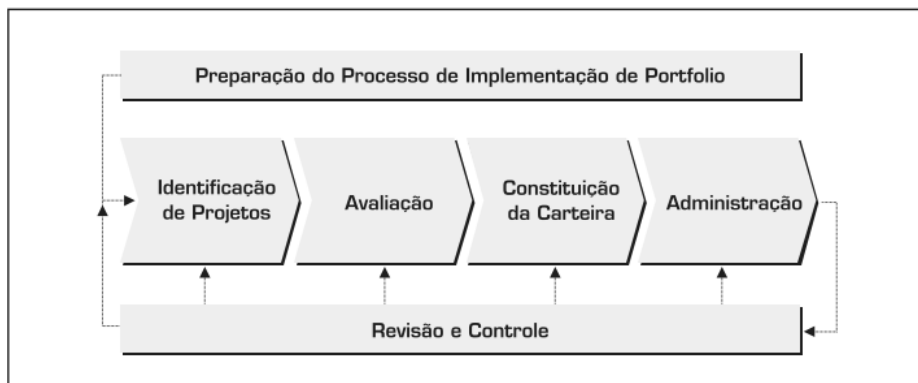 Preparação do Processo de Implementação de Portfolio
Identificação
de Projetos
Avaliação
Constituição
da Carteira
Administração
Revisão e Controle